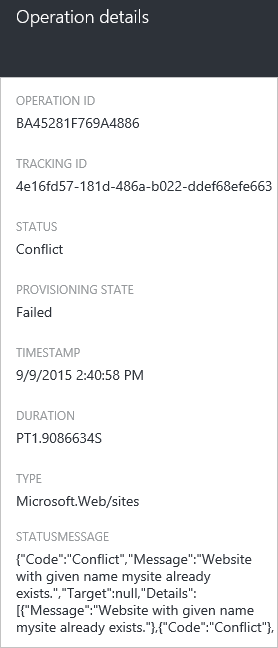 Operation details
OPERATION ID
BA45281F769A4886
TRACKING ID
4e16fd57-181d-486a-b022-ddef68efe663
STATUS
Conflict
PROVISIONING STATE
Failed
TIMESTAMP
9/9/2015 2:40:58 PM
DURATION
PT1.9086634S
TYPE
Microsoft.Web/sites
STATUSMESSAGE
{"Code":"Conflict","Message":"Website
with given name mysite already
exists.","Target":null,"Details":
[{"Message":"Website with given name
mysite already exists."},{"Code":"Conflict"},